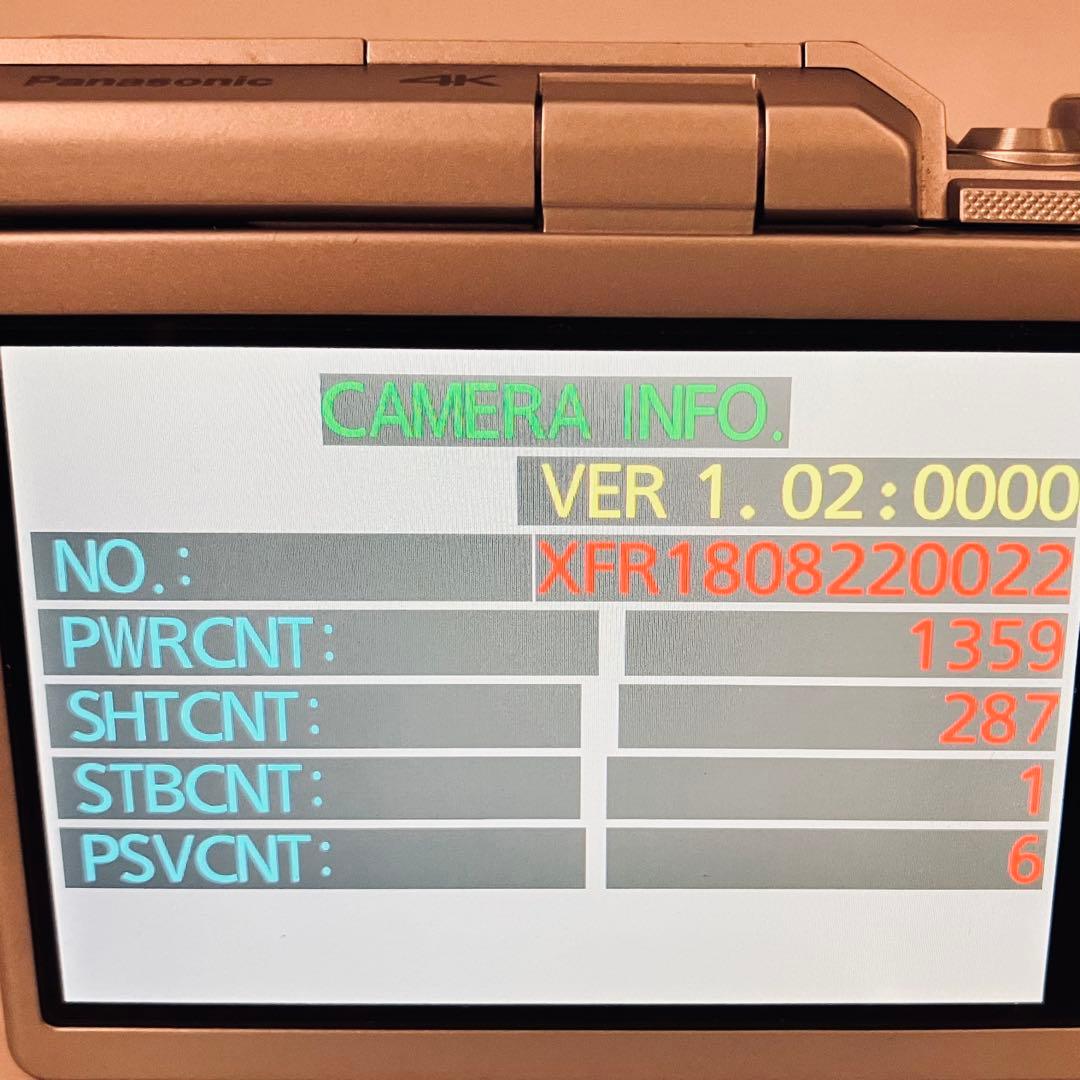 Panasonic 4K
CAMERA INFO.
VER 1.02:0000
NO.: XFR1808220022
PWRCNT: 1359
SHTCNT: 287
STBCNT: 1
PSVCNT: 6